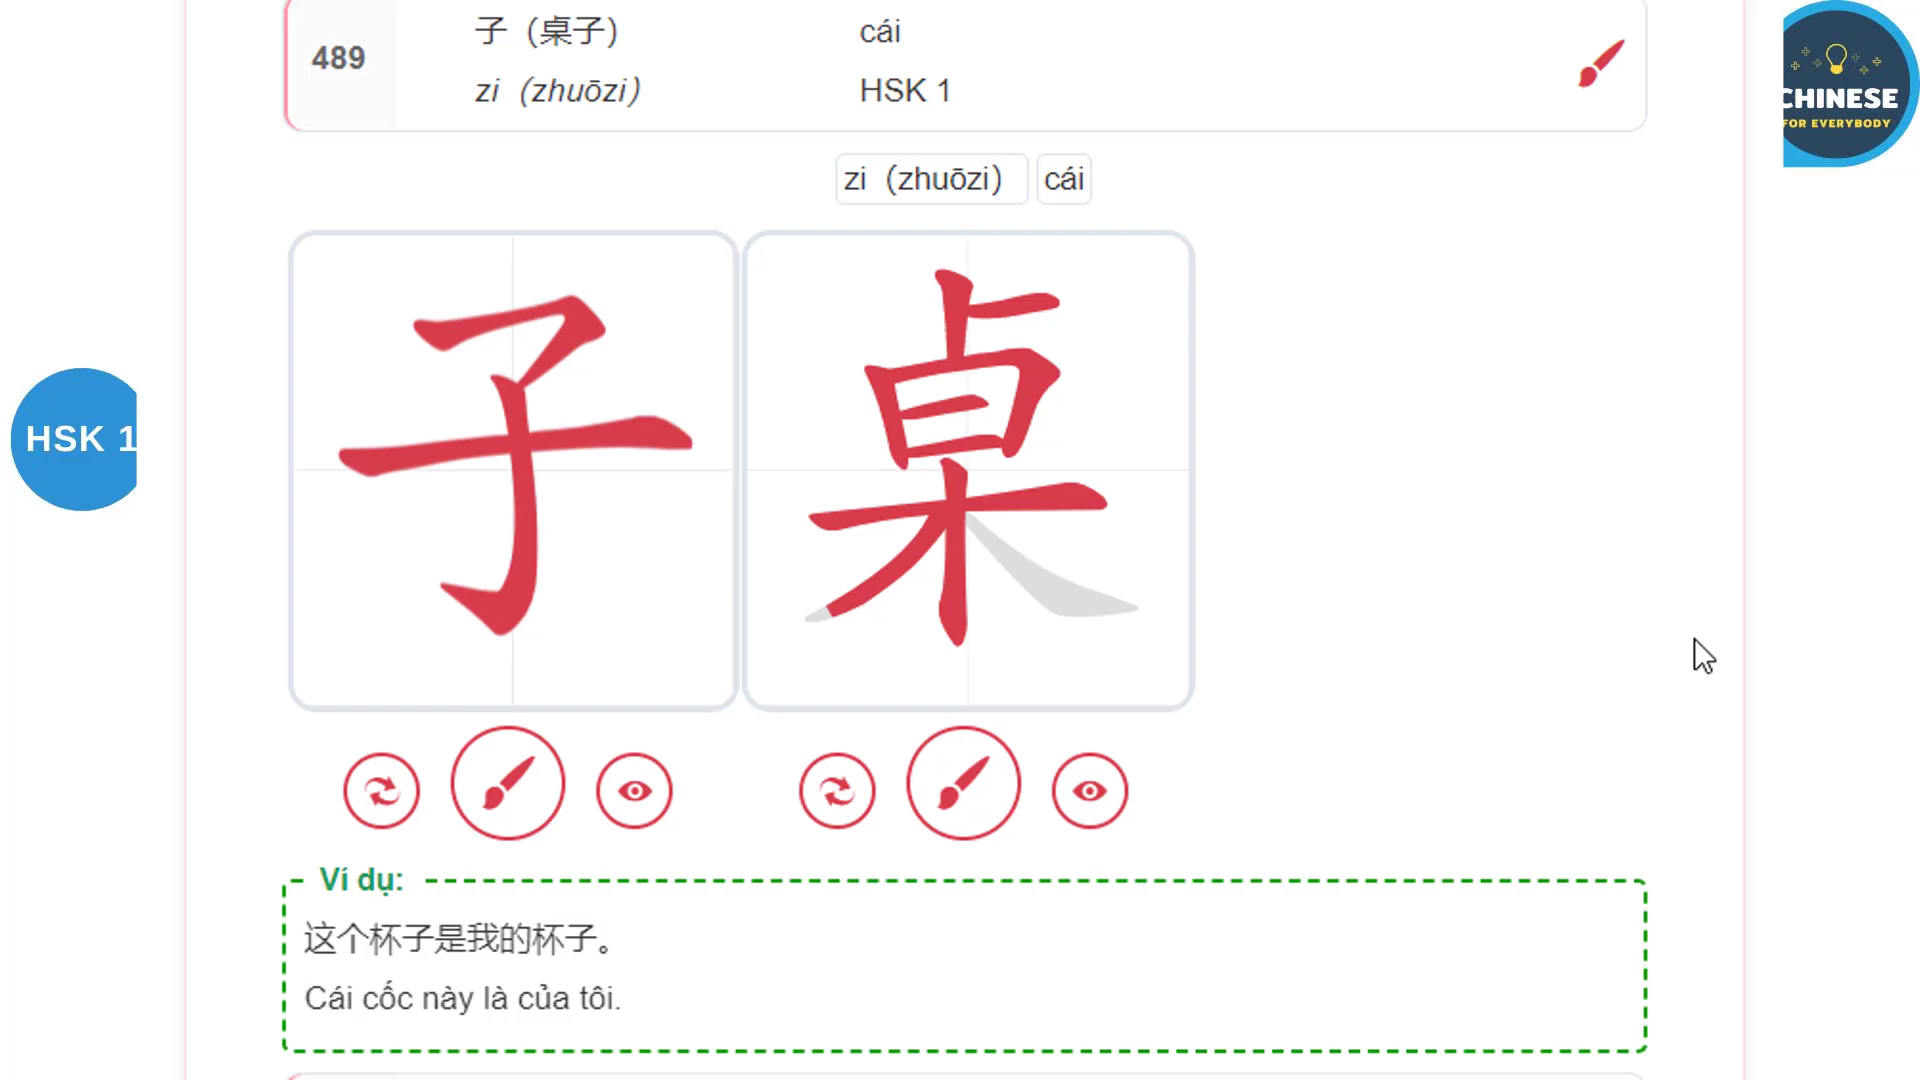 489
子（桌子）
cái
zi（zhuōzi）
HSK 1
CHINESE
FOR EVERYBODY
zi（zhuōzi） cái
子 桌
HSK 1
Ví dụ:
这个杯子是我的杯子。
Cái cốc này là của tôi.